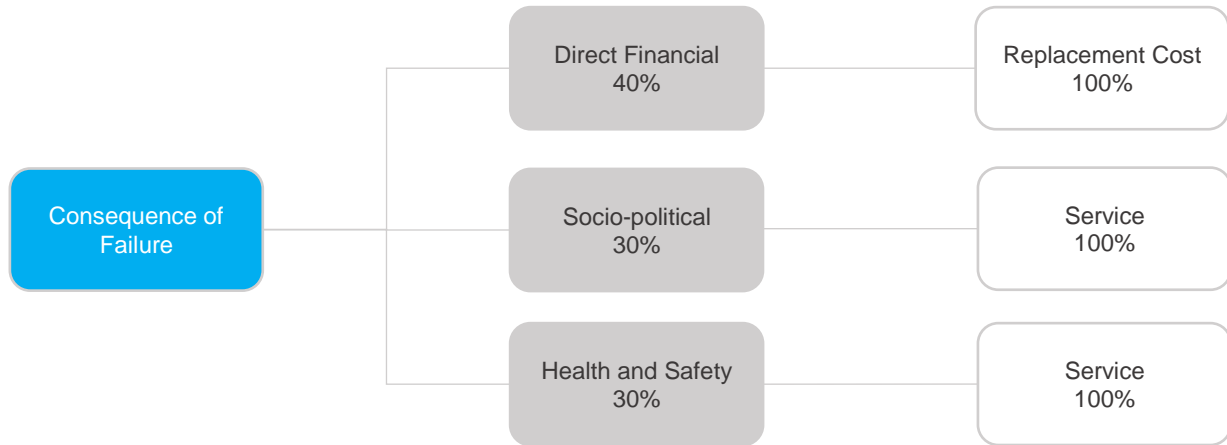 Direct Financial
40%
Replacement Cost
100%
Consequence of
Failure
Socio-political
30%
Service
100%
Health and Safety
30%
Service
100%